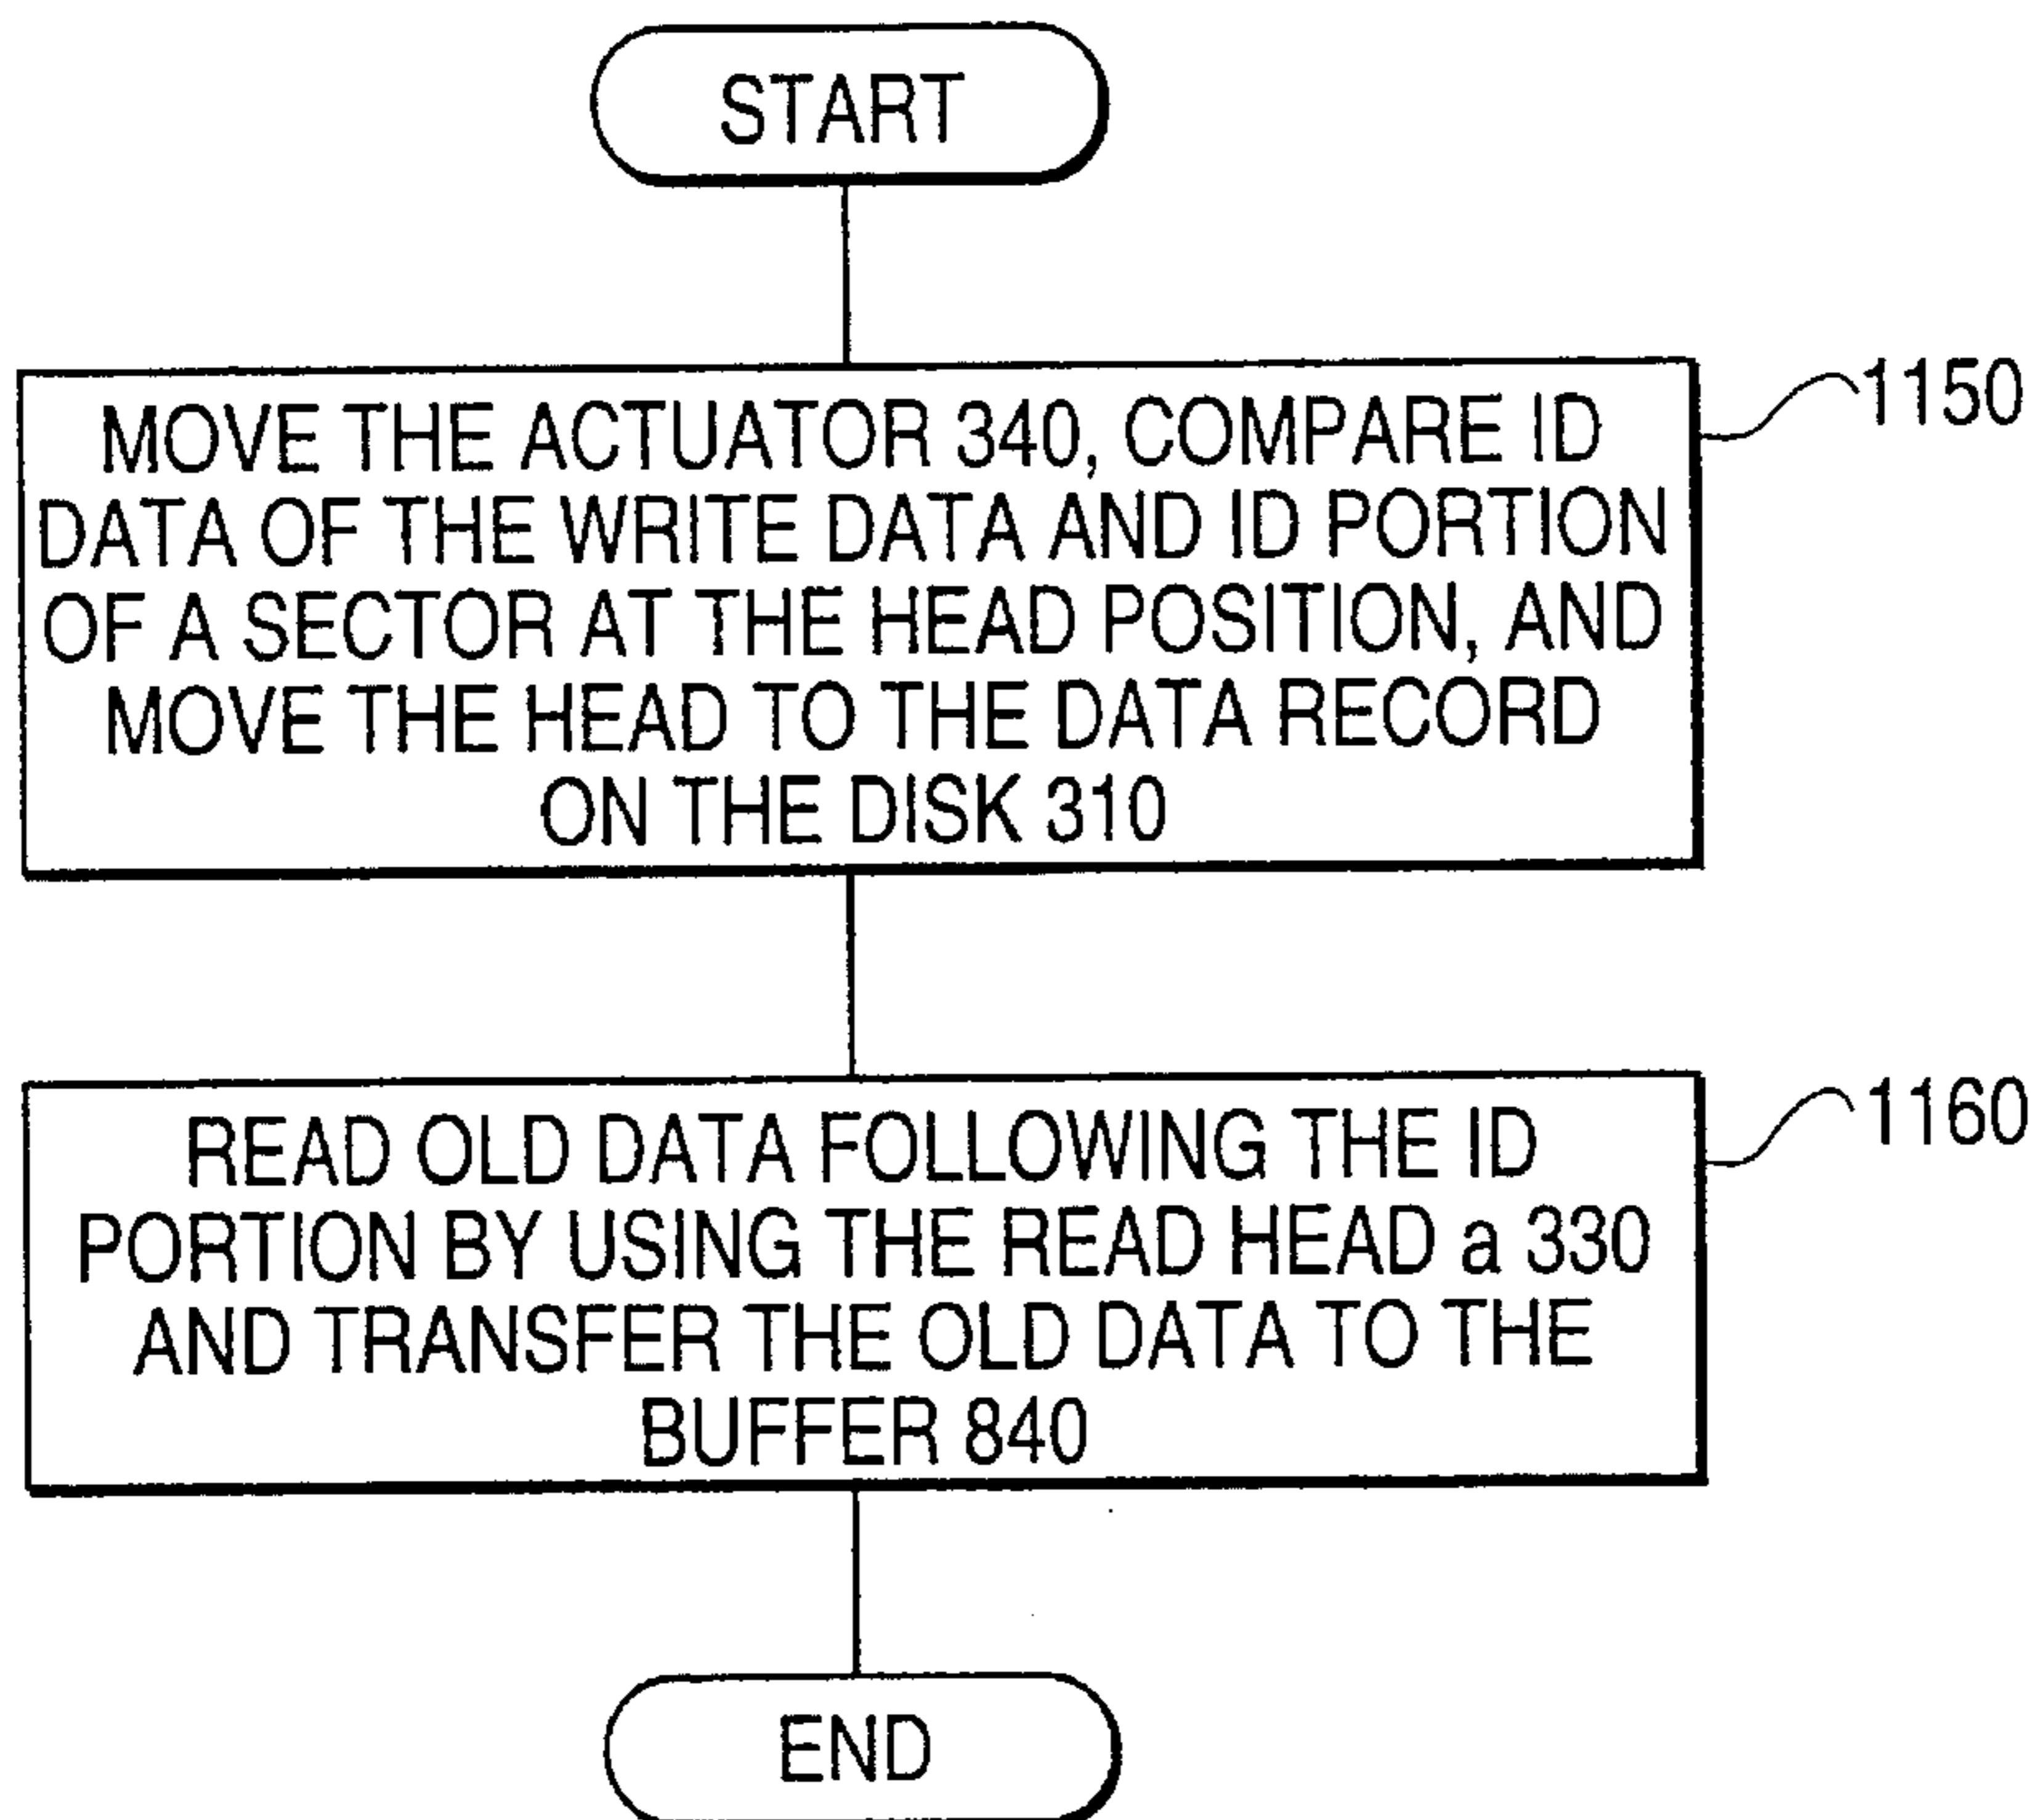 START
1150
MOVE THE ACTUATOR 340, COMPARE ID
DATA OF THE WRITE DATA AND ID PORTION
OF A SECTOR AT THE HEAD POSITION, AND
MOVE THE HEAD TO THE DATA RECORD
ON THE DISK 310
1160
READ OLD DATA FOLLOWING THE ID
PORTION BY USING THE READ HEAD a 330
AND TRANSFER THE OLD DATA TO THE
BUFFER 840
END